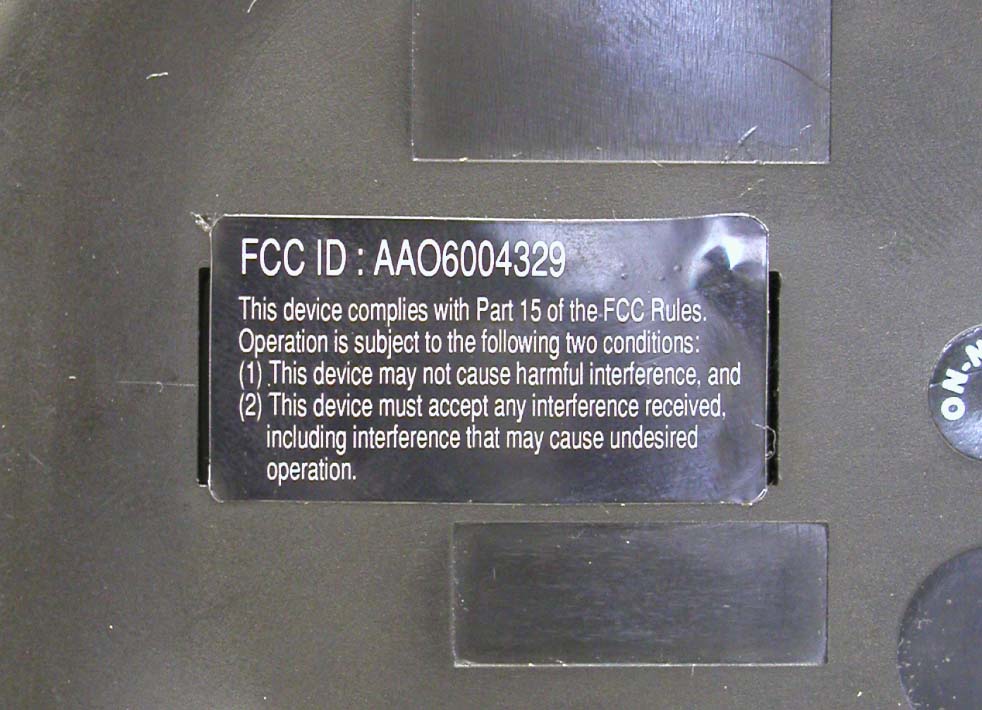 FCC ID : AAO6004329
This device complies with Part 15 of the FCC Rules.
Operation is subject to the following two conditions:
(1) This device may not cause harmful interference, and
(2) This device must accept any interference received,
including interference that may cause undesired
operation.
ON-